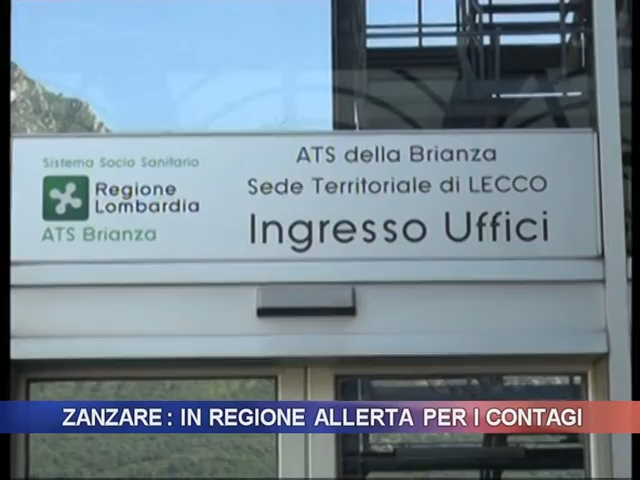 Sistema Socio Sanitario
Regione
Lombardia
ATS Brianza
ATS della Brianza
Sede Territoriale di LECCO
Ingresso Uffici
ZANZARE: IN REGIONE ALLERTA PER I CONTAGI